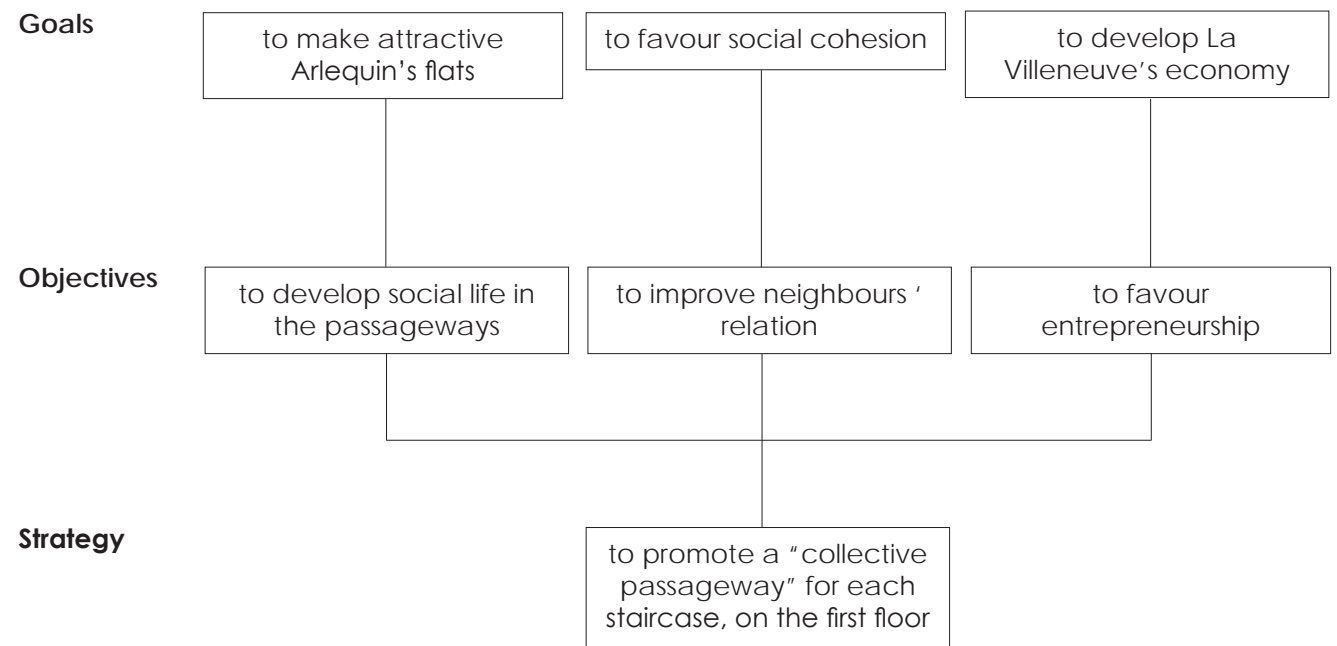 Goals
to make attractive
Arlequin's flats
to favour social cohesion
to develop La
Villeneuve's economy
Objectives
to develop social life in
the passageways
to improve neighbours '
relation
to favour
entrepreneurship
Strategy
to promote a "collective
passageway" for each
staircase, on the first floor